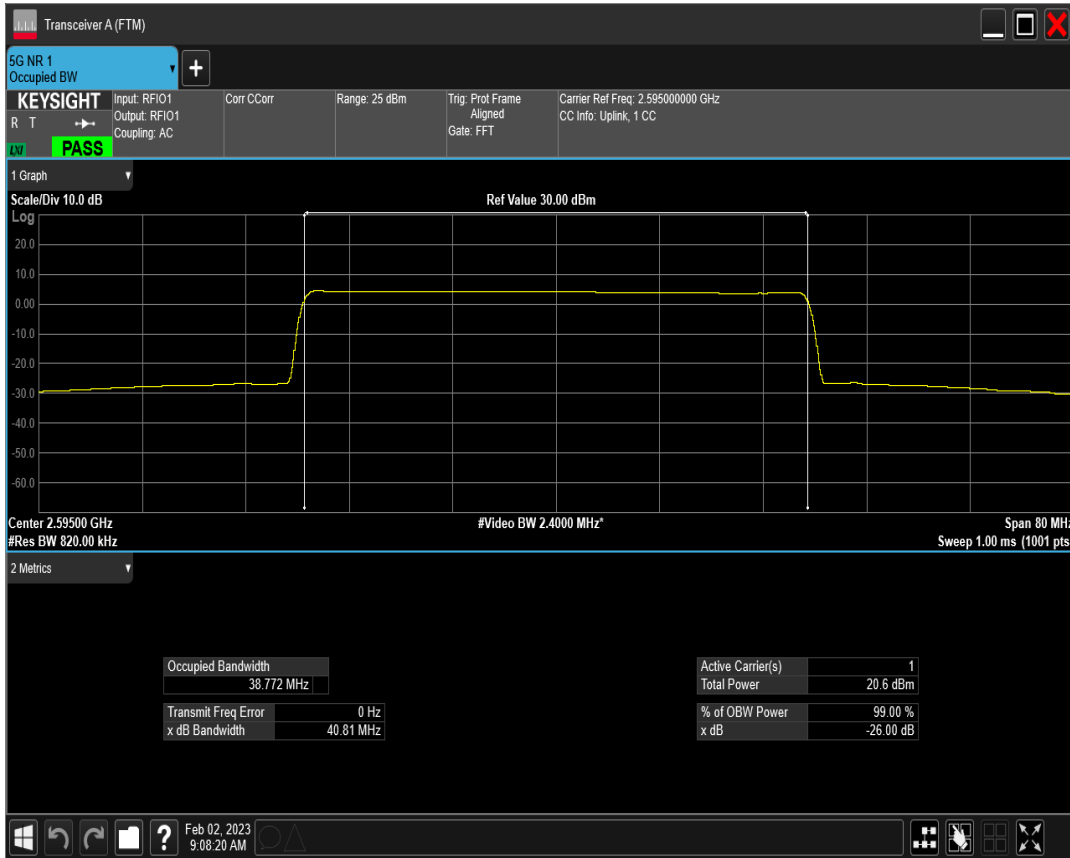 Transceiver A (FTM)
5G NR 1
Occupied BW
+
KEYSIGHT
R T
LXI
PASS
Input: RFIO1
Output: RFIO1
Coupling: AC
Corr CCorr
Range: 25 dBm
Trig: Prot Frame
Aligned
Gate: FFT
Carrier Ref Freq: 2.595000000 GHz
CC Info: Uplink, 1 CC
1 Graph
Scale/Div 10.0 dB
Ref Value 30.00 dBm
Log
20.0
10.0
0.00
-10.0
-20.0
-30.0
-40.0
-50.0
-60.0
Center 2.59500 GHz
#Video BW 2.4000 MHz*
Span 80 MHz
#Res BW 820.00 kHz
Sweep 1.00 ms (1001 pts
2 Metrics
Occupied Bandwidth
38.772 MHz
Transmit Freq Error 0 Hz
x dB Bandwidth 40.81 MHz
Active Carrier(s) 1
Total Power 20.6 dBm
% of OBW Power 99.00 %
x dB -26.00 dB
?
Feb 02, 2023
9:08:20 AM